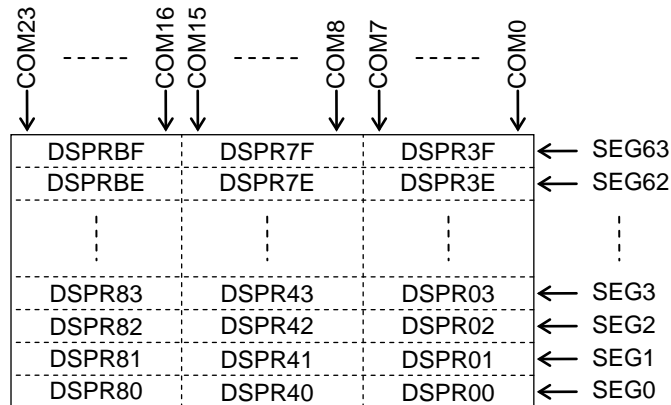 COM23 COM16 COM15 COM8 COM7 COM0
DSPRBF DSPR7F DSPR3F SEG63
DSPRBE DSPR7E DSPR3E SEG62
DSPR83 DSPR43 DSPR03 SEG3
DSPR82 DSPR42 DSPR02 SEG2
DSPR81 DSPR41 DSPR01 SEG1
DSPR80 DSPR40 DSPR00 SEG0